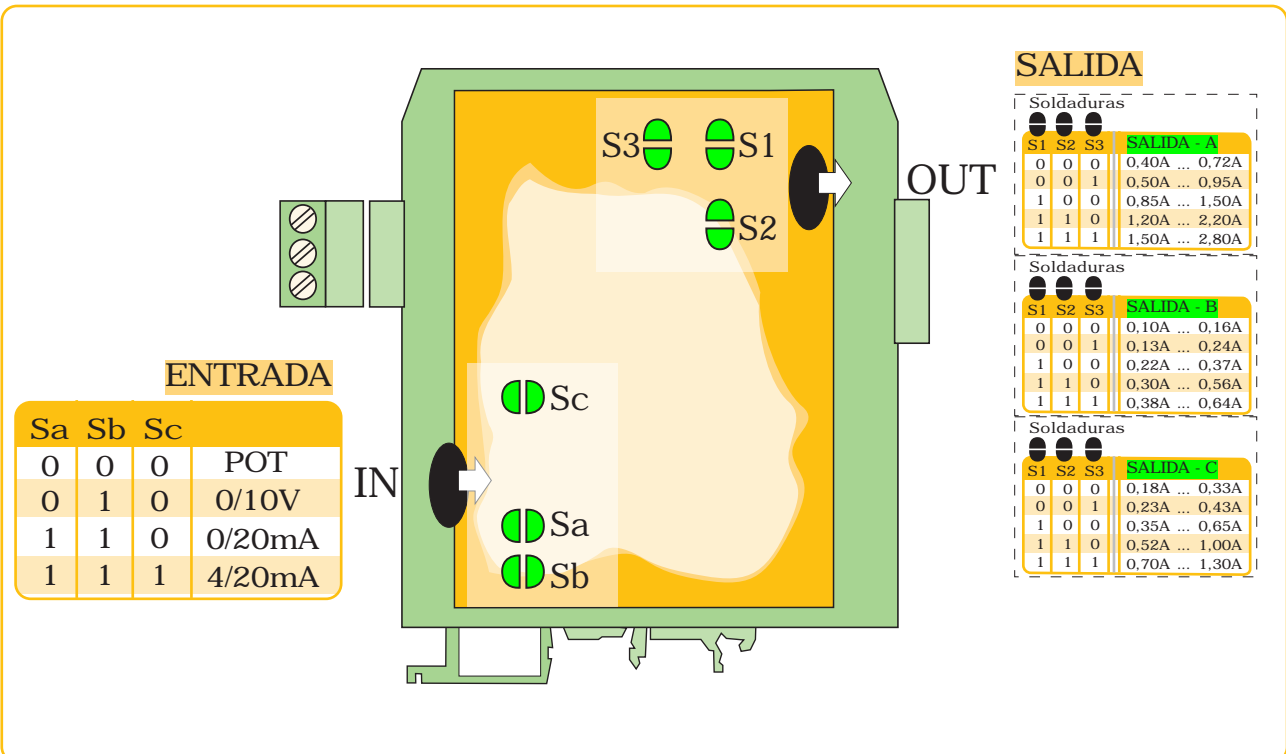 SALIDA
Soldaduras
S1 S2 S3 SALIDA - A
0 0 0 0,40A ... 0,72A
0 0 1 0,50A ... 0,95A
1 0 0 0,85A ... 1,50A
1 1 0 1,20A ... 2,20A
1 1 1 1,50A ... 2,80A
Soldaduras
S1 S2 S3 SALIDA - B
0 0 0 0,10A ... 0,16A
0 0 1 0,13A ... 0,24A
1 0 0 0,22A ... 0,37A
1 1 0 0,30A ... 0,56A
1 1 1 0,38A ... 0,64A
Soldaduras
S1 S2 S3 SALIDA - C
0 0 0 0,18A ... 0,33A
0 0 1 0,23A ... 0,43A
1 0 0 0,35A ... 0,65A
1 1 0 0,52A ... 1,00A
1 1 1 0,70A ... 1,30A
S3 S1
OUT
S2
ENTRADA
Sa Sb Sc
0 0 0 POT
0 1 0 0/10V
1 1 0 0/20mA
1 1 1 4/20mA
Sc
IN
Sa
Sb